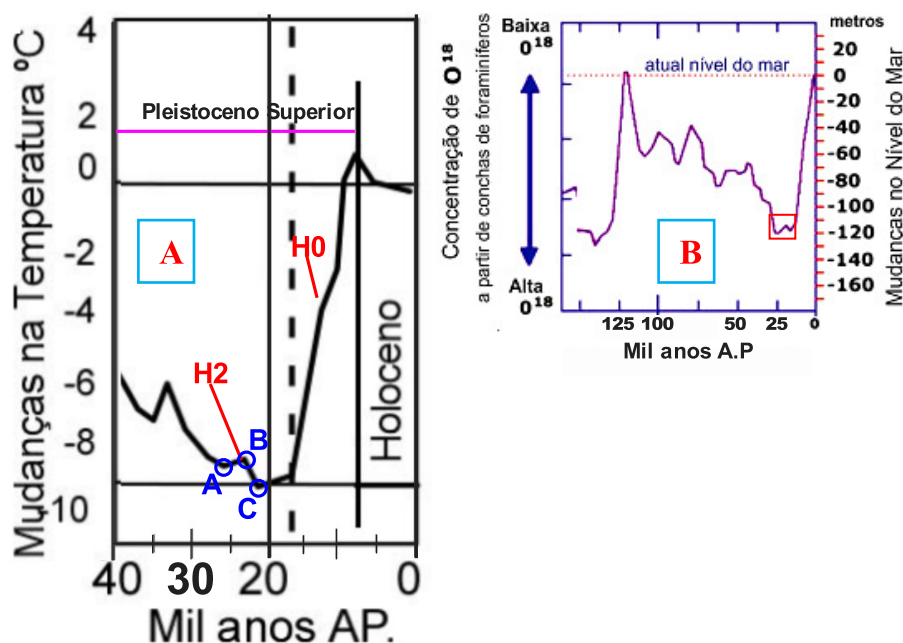 Mudanças na Temperatura ºC
4
2
0
-2
-4
-6
-8
10
Pleistoceno Superior
A
H0
H2
B
A
C
Holoceno
40
30
20
0
Mil anos AP.
Concentração de O¹⁸
a partir de conchas de foraminíferos
Baixa
O¹⁸
Alta
O¹⁸
atual nível do mar
B
metros
20
0
-20
-40
-60
-80
-100
-120
-140
-160
Mudanças no Nível do Mar
125 100 50 25 0
Mil anos A.P